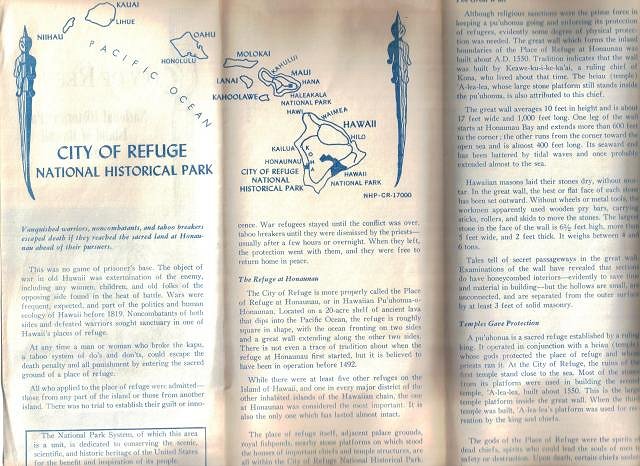 KAUAI
LIHUE
NIIHAU
OAHU
HONOLULU
PACIFIC OCEAN
MOLOKAI
KAHULUI
LANAI
MAUI
HANA
KAHOOLAWE
HALEAKALA
NATIONAL PARK
HAWI
WAIMEA
HAWAII
HILO
KAILUA
KONA
HONAUNAU
CITY OF REFUGE
NATIONAL
HISTORICAL PARK
HAWAII
NATIONAL PARK
NHP-CR-17000
CITY OF REFUGE
NATIONAL HISTORICAL PARK
Vanquished warriors, noncombatants, and taboo breakers
escaped death if they reached the sacred land at Honau-
nau ahead of their pursuers.
This was no game of prisoner's base. The object of
war in old Hawaii was extermination of the enemy,
including any women, children, and old folks of the
opposing side found in the heat of battle. Wars were
frequent, expected, and part of the politics and human
ecology of Hawaii before 1819. Noncombatants of both
sides and defeated warriors sought sanctuary in one of
Hawaii's places of refuge.
At any time a man or woman who broke the kapu,
a taboo system of do's and don'ts, could escape the
death penalty and all punishment by entering the sacred
ground of a place of refuge.
All who applied to the place of refuge were admitted—
those from any part of the island or those from another
island. There was no trial to establish their guilt or inno-
The National Park System, of which this area
is a unit, is dedicated to conserving the scenic,
scientific, and historic heritage of the United States
for the benefit and inspiration of its people.
cence. War refugees stayed until the conflict was over,
taboo breakers until they were dismissed by the priests—
usually after a few hours or overnight. When they left,
the protection went with them, and they were free to
return home in peace.
The Refuge at Honaunau
The City of Refuge is more properly called the Place
of Refuge at Honaunau, or in Hawaiian Pu'uhonua-o-
Honaunau. Located on a 20-acre shelf of ancient lava
that dips into the Pacific Ocean, the refuge is roughly
square in shape, with the ocean fronting on two sides
and a great wall extending along the other two sides.
There is not even a trace of tradition about when the
refuge at Honaunau first started, but it is believed to
have been in operation before 1492.
While there were at least five other refuges on the
Island of Hawaii, and one in every major district of the
other inhabited islands of the Hawaiian chain, the one
at Honaunau was considered the most important. It is
also the only one which has lasted almost intact.
The place of refuge itself, adjacent palace grounds,
royal fishponds, nearby stone platforms on which stood
the houses of important chiefs and temple structures, are
all within the City of Refuge National Historical Park.
The Great Wall
Although religious sanctions were the prime force in
keeping a pu'uhonua going and enforcing its protection
of refugees, evidently some degree of physical protec-
tion was needed. The great wall which forms the inland
boundaries of the Place of Refuge at Honaunau was
built about A.D. 1550. Tradition indicates that the wall
was built by Keawe-ku-i-ke-ka'ai, a ruling chief of
Kona, who lived about that time. The heiau (temple)
'A-lea-lea, whose large stone platform still stands inside
the pu'uhonua, is also attributed to this chief.
The great wall averages 10 feet in height and is about
17 feet wide and 1,000 feet long. One leg of the wall
starts at Honaunau Bay and extends more than 600 feet
to the corner; the other runs from the corner toward the
open sea and is almost 400 feet long. Its seaward end
has been battered by tidal waves and once probably
extended almost to the sea.
Hawaiian masons laid their stones dry, without mor-
tar. In the great wall, the best or flat face of each stone
has been set outward. Without wheels or metal tools, the
workmen apparently used wooden pry bars, carrying
sticks, rollers, and skids to move the stones. The largest
stone in the face of the wall is 6½ feet high, more than
5 feet wide, and 2 feet thick. It weighs between 4 and
6 tons.
Tales tell of secret passageways in the great wall.
Examinations of the wall have revealed that sections
do have honeycombed interiors—evidently to save time
and material in building—but the hollows are small, are
unconnected, and are separated from the outer surface
by at least 3 feet of solid masonry.
Temples Gave Protection
A pu'uhonua is a sacred refuge established by a ruling
king. It operated in conjunction with a heiau (temple)
whose gods protected the place of refuge and whose
priests ran it. At the City of Refuge, the ruins of the
first temple stand close to the sea. Most of the stones
from its platform were used in building the second
temple, 'A-lea-lea, built about 1550. This is the large
temple platform inside the great wall. When the third
temple was built, 'A-lea-lea's platform was used for rec-
reation by the king and chiefs.
The gods of the Place of Refuge were the spirits of
dead chiefs, spirits who could lead the souls of men to
safety or destruction. Upon death, certain chiefs under-